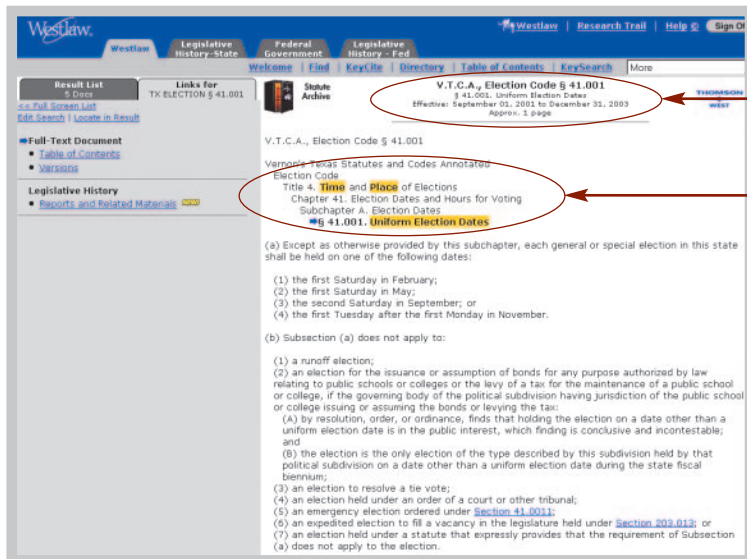 Westlaw.
Westlaw | Research Trail | Help | Sign Of
Westlaw
Legislative History-State
Federal Government
Legislative History - Fed
Welcome | Find | KeyCite | Directory | Table of Contents | KeySearch | More
Result List
5 Docs
Links for
TX ELECTION § 41.001
<< Full Screen List
Edit Search | Locate in Result
Full-Text Document
• Table of Contents
• Versions
Legislative History
• Reports and Related Materials
Statute
Archive
V.T.C.A., Election Code § 41.001
§ 41.001. Uniform Election Dates
Effective: September 01, 2001 to December 31, 2003
Approx. 1 page
THOMSON
WEST
V.T.C.A., Election Code § 41.001
Vernon's Texas Statutes and Codes Annotated
Election Code
Title 4. Time and Place of Elections
Chapter 41. Election Dates and Hours for Voting
Subchapter A. Election Dates
§ 41.001. Uniform Election Dates
(a) Except as otherwise provided by this subchapter, each general or special election in this state
shall be held on one of the following dates:
(1) the first Saturday in February;
(2) the first Saturday in May;
(3) the second Saturday in September; or
(4) the first Tuesday after the first Monday in November.
(b) Subsection (a) does not apply to:
(1) a runoff election;
(2) an election for the issuance or assumption of bonds for any purpose authorized by law
relating to public schools or colleges or the levy of a tax for the maintenance of a public school
or college, if the governing body of the political subdivision having jurisdiction of the public school
or college issuing or assuming the bonds or levying the tax:
(A) by resolution, order, or ordinance, finds that holding the election on a date other than a
uniform election date is in the public interest, which finding is conclusive and incontestable;
and
(B) the election is the only election of the type described by this subdivision held by that
political subdivision on a date other than a uniform election date during the state fiscal
biennium;
(3) an election to resolve a tie vote;
(4) an election held under an order of a court or other tribunal;
(5) an emergency election ordered under Section 41.0011;
(6) an expedited election to fill a vacancy in the legislature held under Section 203.013; or
(7) an election held under a statute that expressly provides that the requirement of Subsection
(a) does not apply to the election.